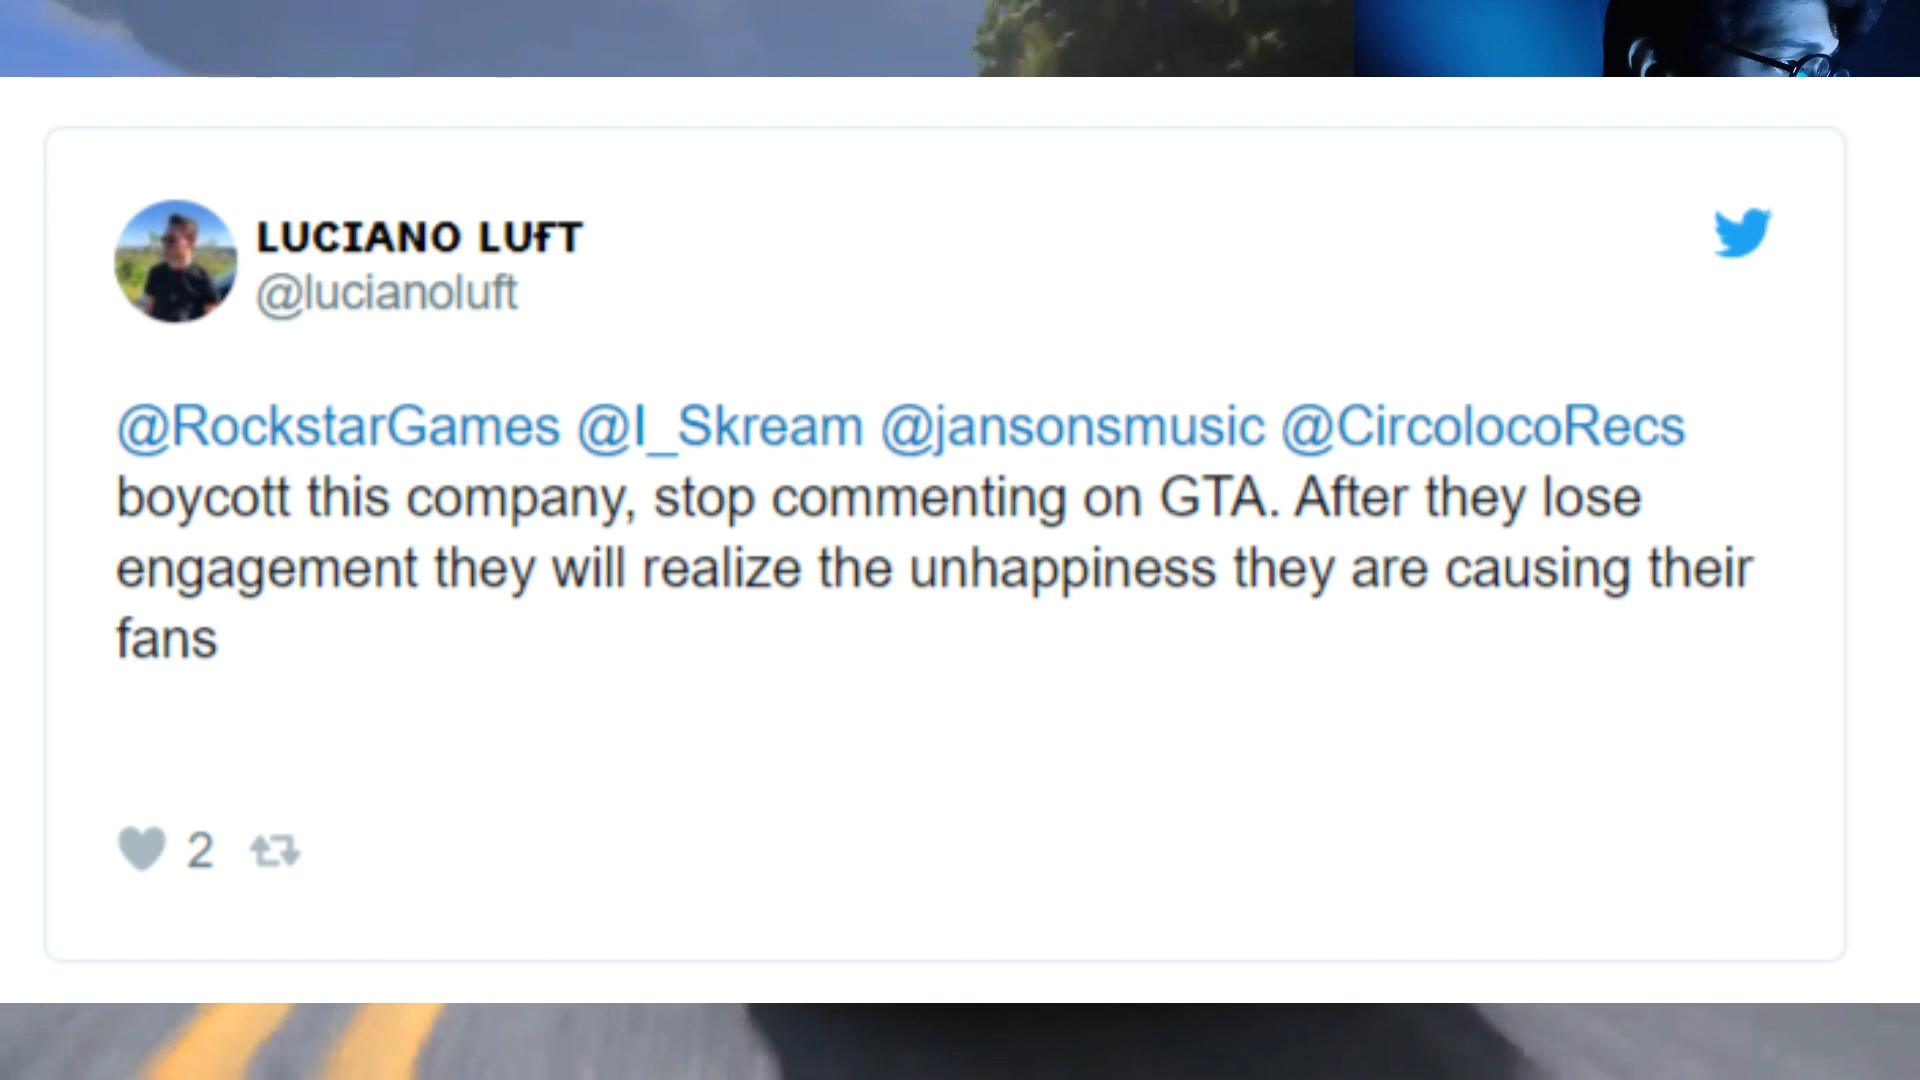 LUCIANO LUFT
@lucianoluft
@RockstarGames @I_Skream @jansonsmusic @CircolocoRecs
boycott this company, stop commenting on GTA. After they lose
engagement they will realize the unhappiness they are causing their
fans
2